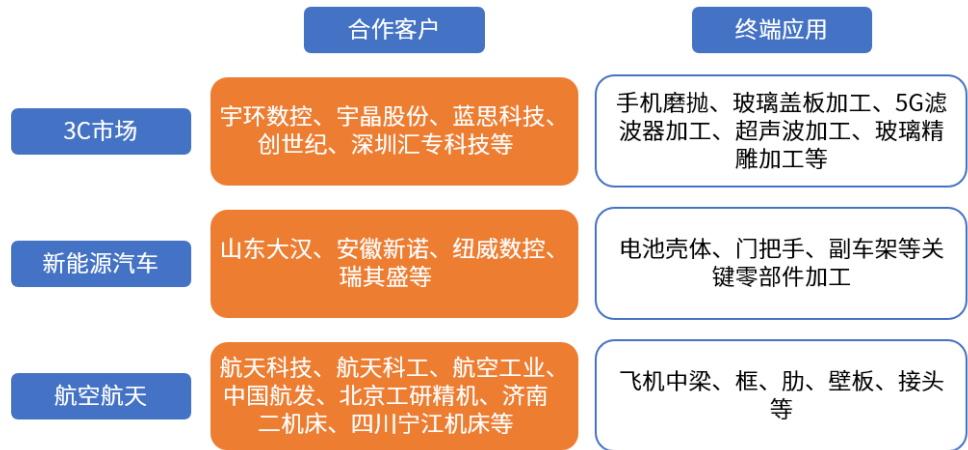 合作客户
终端应用
3C市场
宇环数控、宇晶股份、蓝思科技、
创世纪、深圳汇专科技等
手机磨抛、玻璃盖板加工、5G滤
波器加工、超声波加工、玻璃精
雕加工等
新能源汽车
山东大汉、安徽新诺、纽威数控、
瑞其盛等
电池壳体、门把手、副车架等关
键零部件加工
航空航天
航天科技、航天科工、航空工业、
中国航发、北京工研精机、济南
二机床、四川宁江机床等
飞机中梁、框、肋、壁板、接头
等